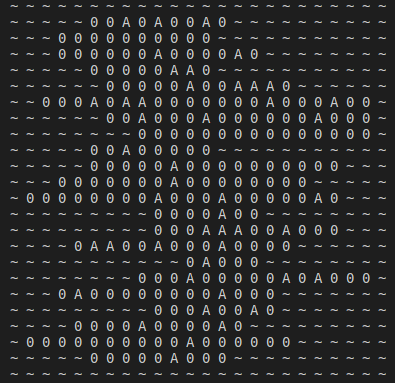 ~ ~ ~ ~ ~ ~ ~ ~ ~ ~ ~ ~ ~ ~ ~ ~ ~ ~ ~ ~ ~ ~ ~ ~
~ ~ ~ ~ ~ 0 0 A 0 A 0 0 A 0 ~ ~ ~ ~ ~ ~ ~ ~ ~ ~
~ ~ ~ 0 0 0 0 0 0 0 0 0 0 ~ ~ ~ ~ ~ ~ ~ ~ ~ ~ ~
~ ~ ~ 0 0 0 0 0 0 A 0 0 0 0 A 0 ~ ~ ~ ~ ~ ~ ~ ~
~ ~ ~ ~ ~ 0 0 0 0 0 A A 0 ~ ~ ~ ~ ~ ~ ~ ~ ~ ~ ~
~ ~ ~ ~ ~ ~ 0 0 0 0 0 A 0 0 A A A 0 ~ ~ ~ ~ ~ ~
~ ~ 0 0 0 A 0 A A 0 0 0 0 0 0 0 A 0 0 0 A 0 0 ~
~ ~ ~ ~ ~ ~ 0 0 A 0 0 0 A 0 0 0 0 0 0 A 0 0 0 ~
~ ~ ~ ~ ~ ~ ~ ~ 0 0 0 0 0 0 0 0 0 0 0 0 0 0 0 ~
~ ~ ~ ~ ~ 0 0 A 0 0 0 0 0 ~ ~ ~ ~ ~ ~ ~ ~ ~ ~ ~
~ ~ ~ ~ ~ 0 0 0 0 0 A 0 0 0 0 0 0 0 0 0 0 ~ ~ ~
~ ~ ~ 0 0 0 0 0 0 0 A 0 0 0 0 0 0 0 0 ~ ~ ~ ~ ~
~ 0 0 0 0 0 0 0 0 A 0 0 0 A 0 0 0 0 0 A 0 ~ ~ ~
~ ~ ~ ~ ~ ~ ~ ~ ~ 0 0 0 0 A 0 0 ~ ~ ~ ~ ~ ~ ~ ~
~ ~ ~ ~ ~ ~ ~ ~ ~ 0 0 0 A A A 0 0 A 0 0 0 ~ ~ ~
~ ~ ~ ~ 0 A A 0 0 A 0 0 0 A 0 0 0 0 ~ ~ ~ ~ ~ ~
~ ~ ~ ~ ~ ~ ~ ~ ~ ~ ~ 0 A 0 0 0 ~ ~ ~ ~ ~ ~ ~ ~
~ ~ ~ ~ ~ ~ ~ ~ 0 0 0 A 0 0 0 0 0 A 0 A 0 0 0 ~
~ ~ ~ 0 A 0 0 0 0 0 0 0 0 A 0 0 0 ~ ~ ~ ~ ~ ~ ~
~ ~ ~ ~ ~ ~ ~ ~ ~ 0 0 0 A 0 0 A 0 ~ ~ ~ ~ ~ ~ ~
~ ~ ~ ~ 0 0 0 0 A 0 0 0 0 A 0 ~ ~ ~ ~ ~ ~ ~ ~ ~
~ 0 0 0 0 0 0 0 0 0 0 A 0 0 0 0 0 0 ~ ~ ~ ~ ~ ~
~ ~ ~ ~ ~ 0 0 0 0 0 A 0 0 0 ~ ~ ~ ~ ~ ~ ~ ~ ~ ~
~ ~ ~ ~ ~ ~ ~ ~ ~ ~ ~ ~ ~ ~ ~ ~ ~ ~ ~ ~ ~ ~ ~ ~